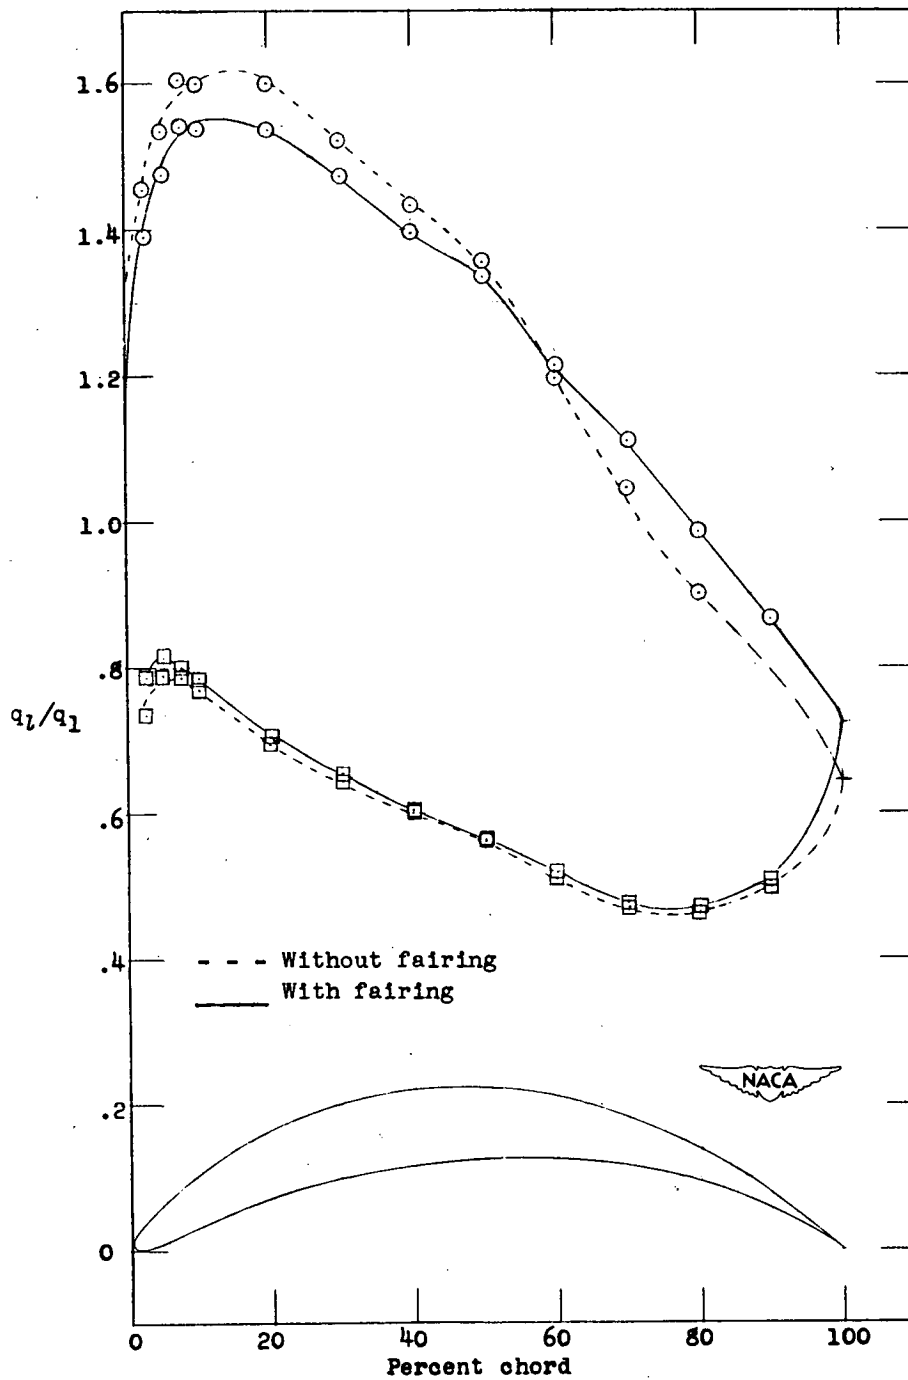 1.6
1.4
1.2
1.0
.8
q_l/q_1
.6
.4
.2
0
- - - Without fairing
With fairing
NACA
0 20 40 60 80 100
Percent chord